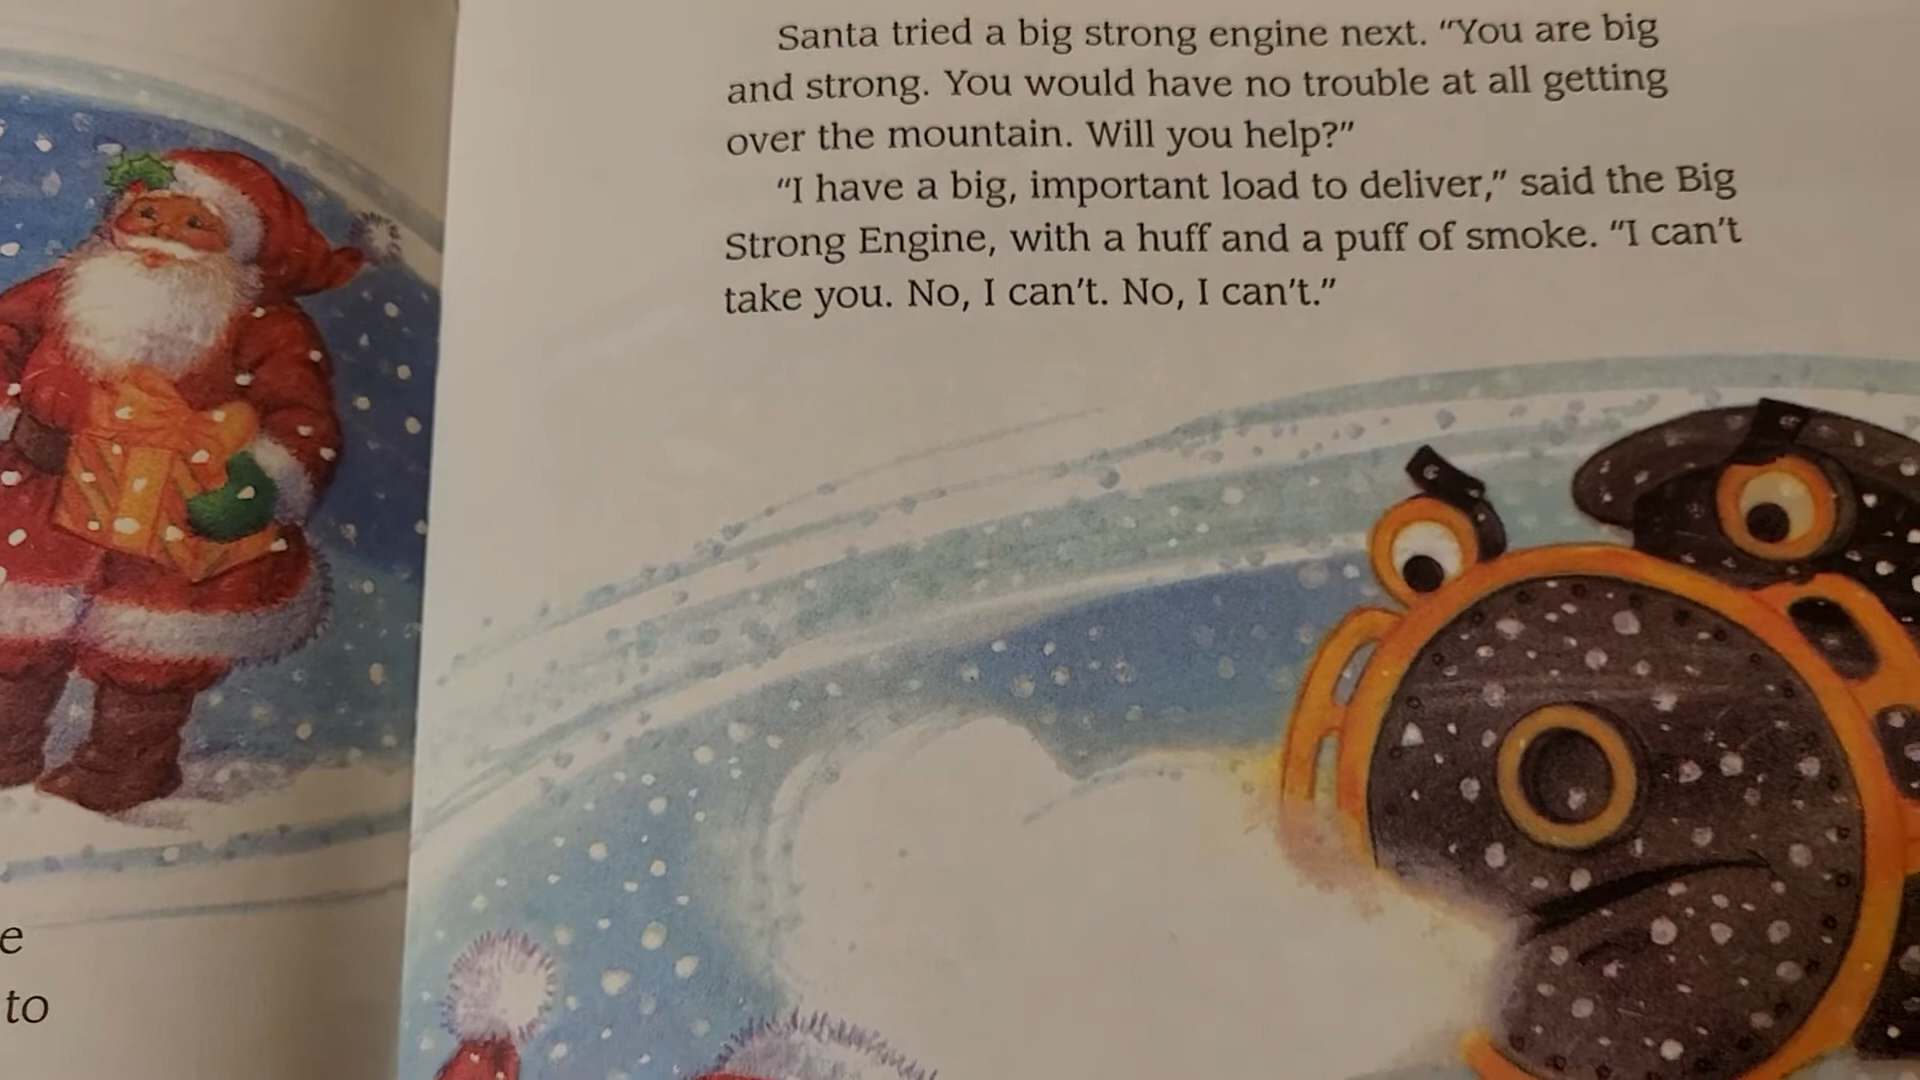 Santa tried a big strong engine next. “You are big
and strong. You would have no trouble at all getting
over the mountain. Will you help?”
“I have a big, important load to deliver,” said the Big
Strong Engine, with a huff and a puff of smoke. “I can't
take you. No, I can't. No, I can't.”
e
to